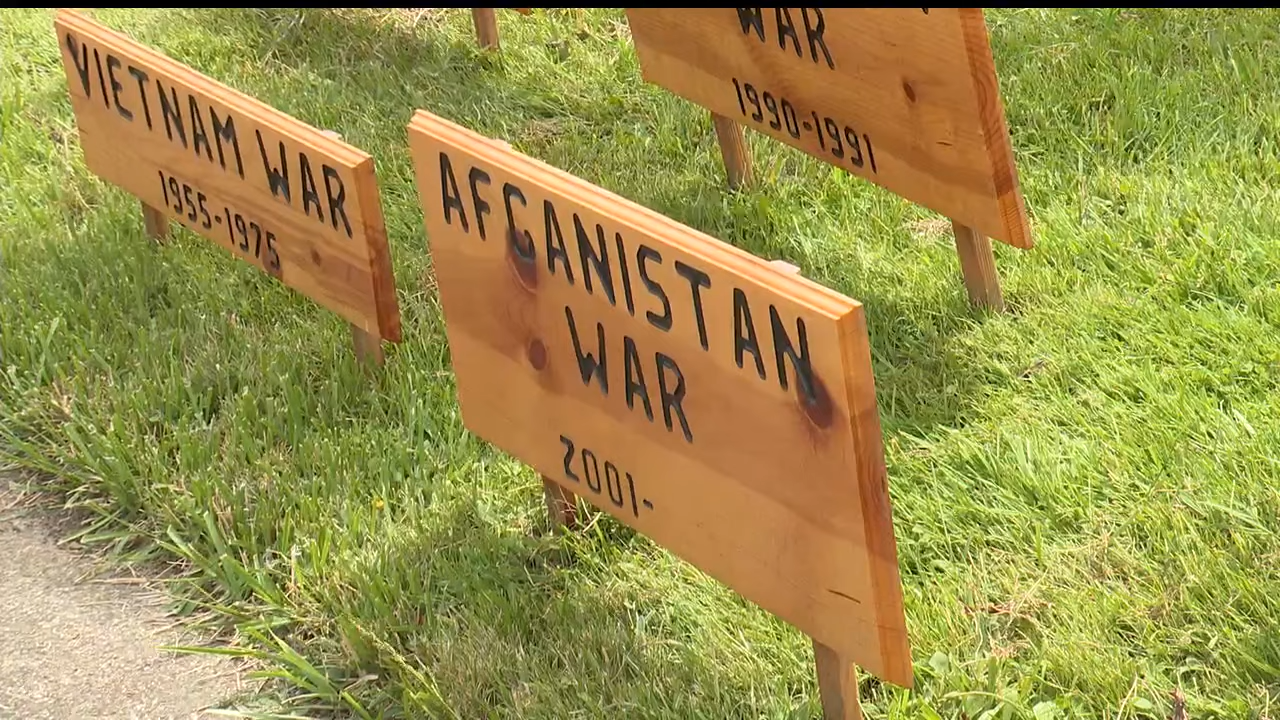 VIETNAM WAR
1955-1975
AFGANISTAN
WAR
2001-
WAR
1990-1991